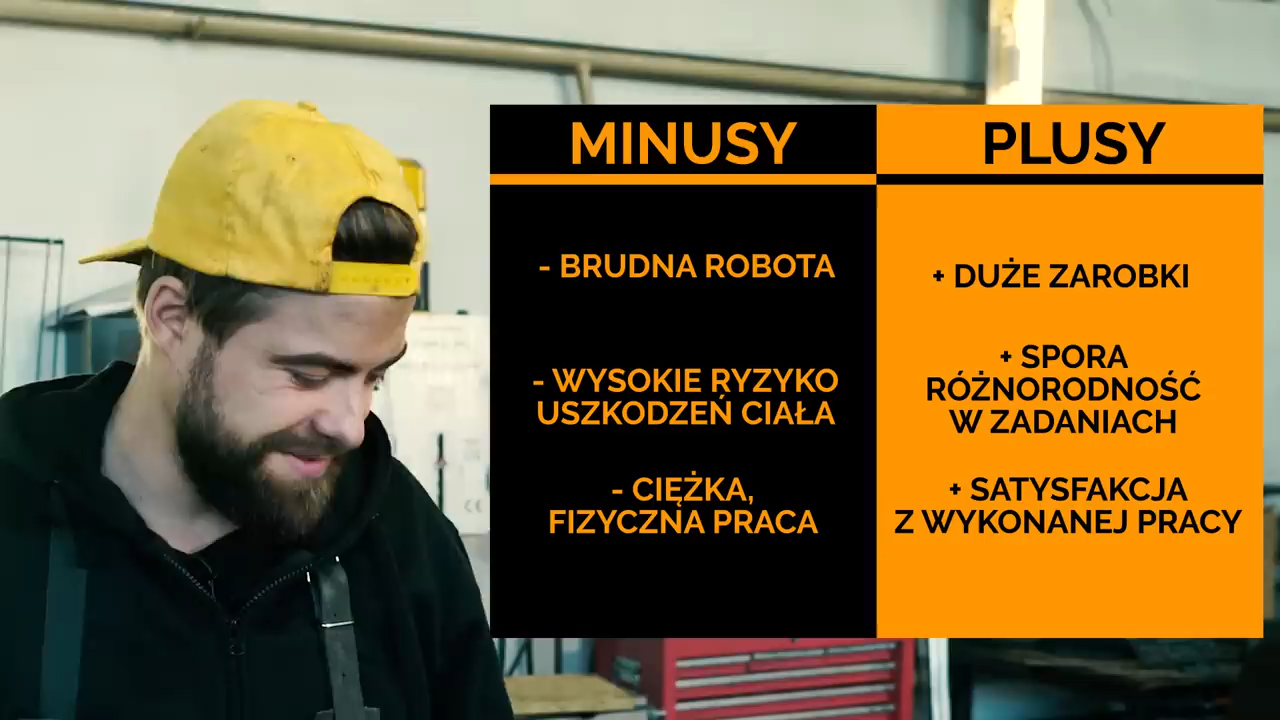 MINUSY
- BRUDNA ROBOTA
- WYSOKIE RYZYKO
USZKODZEŃ CIAŁA
- CIĘŻKA,
FIZYCZNA PRACA
PLUSY
+ DUŻE ZAROBKI
+ SPORA
RÓŻNORODNOŚĆ
W ZADANIACH
+ SATYSFAKCJA
Z WYKONANEJ PRACY